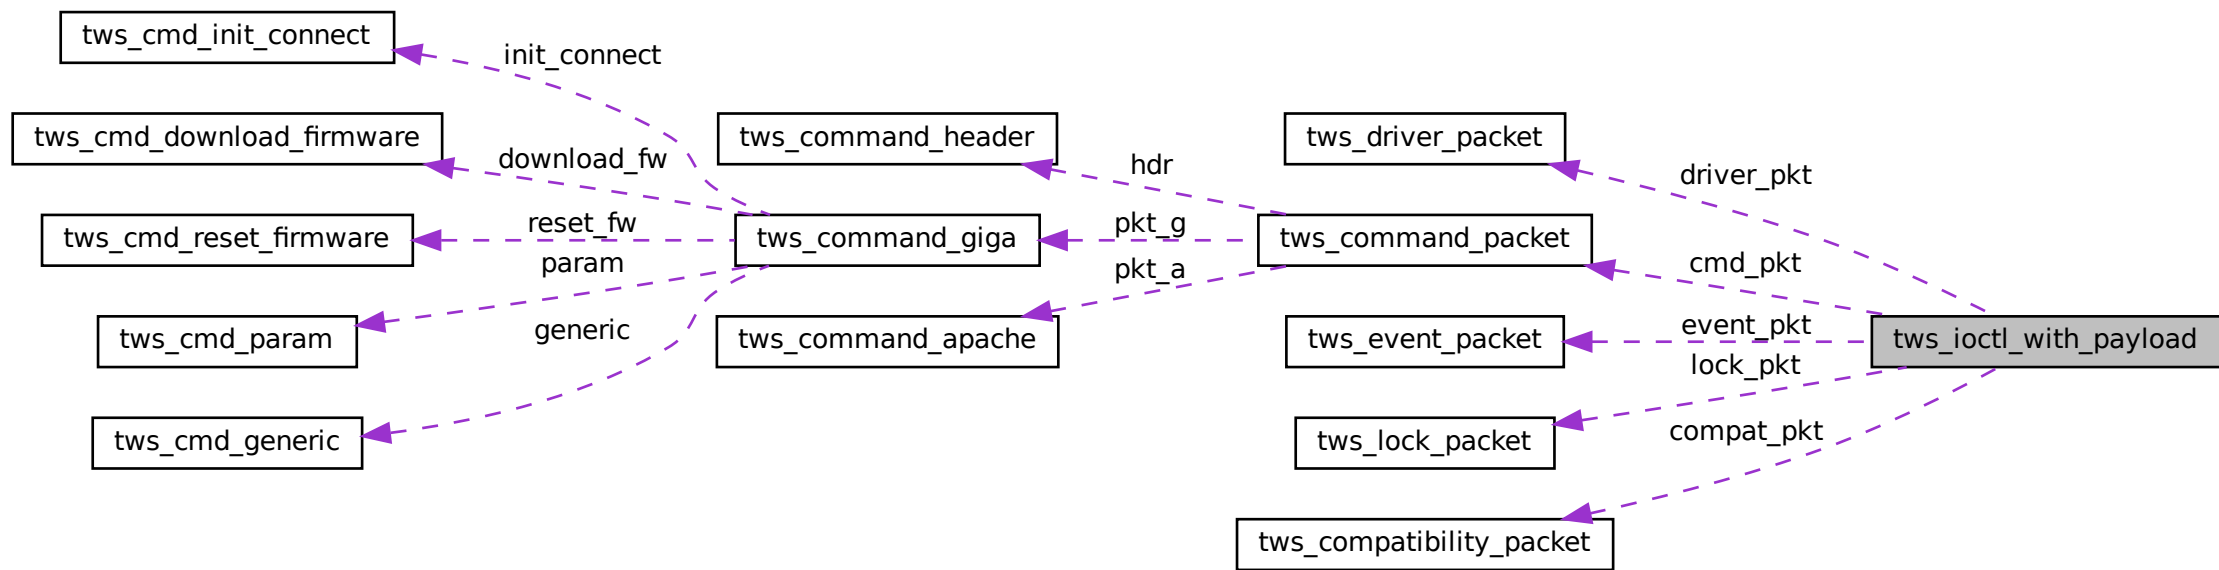 tws_cmd_init_connect
init_connect
tws_cmd_download_firmware
tws_command_header
tws_driver_packet
download_fw
hdr
driver_pkt
reset_fw
pkt_g
tws_cmd_reset_firmware
tws_command_giga
tws_command_packet
param
pkt_a
cmd_pkt
generic
event_pkt
tws_cmd_param
tws_command_apache
tws_event_packet
tws_ioctl_with_payload
lock_pkt
tws_cmd_generic
tws_lock_packet
compat_pkt
tws_compatibility_packet